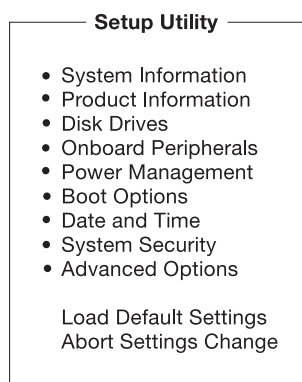 Setup Utility
• System Information
• Product Information
• Disk Drives
• Onboard Peripherals
• Power Management
• Boot Options
• Date and Time
• System Security
• Advanced Options
Load Default Settings
Abort Settings Change